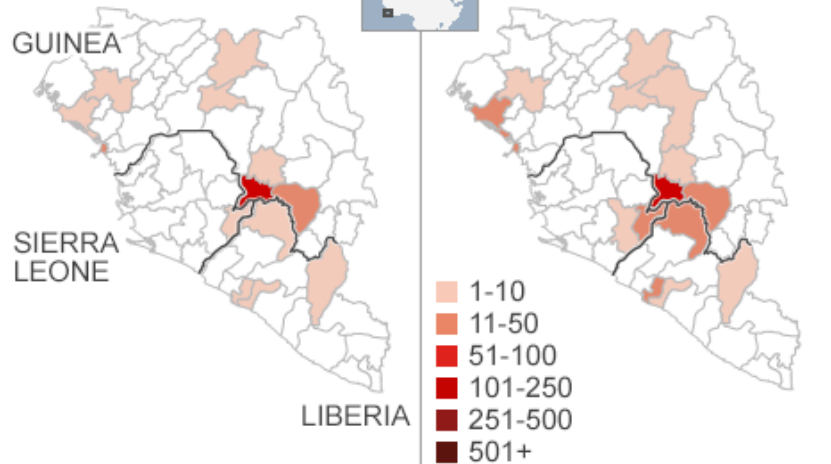 GUINEA
SIERRA
LEONE
LIBERIA
1-10
11-50
51-100
101-250
251-500
501+